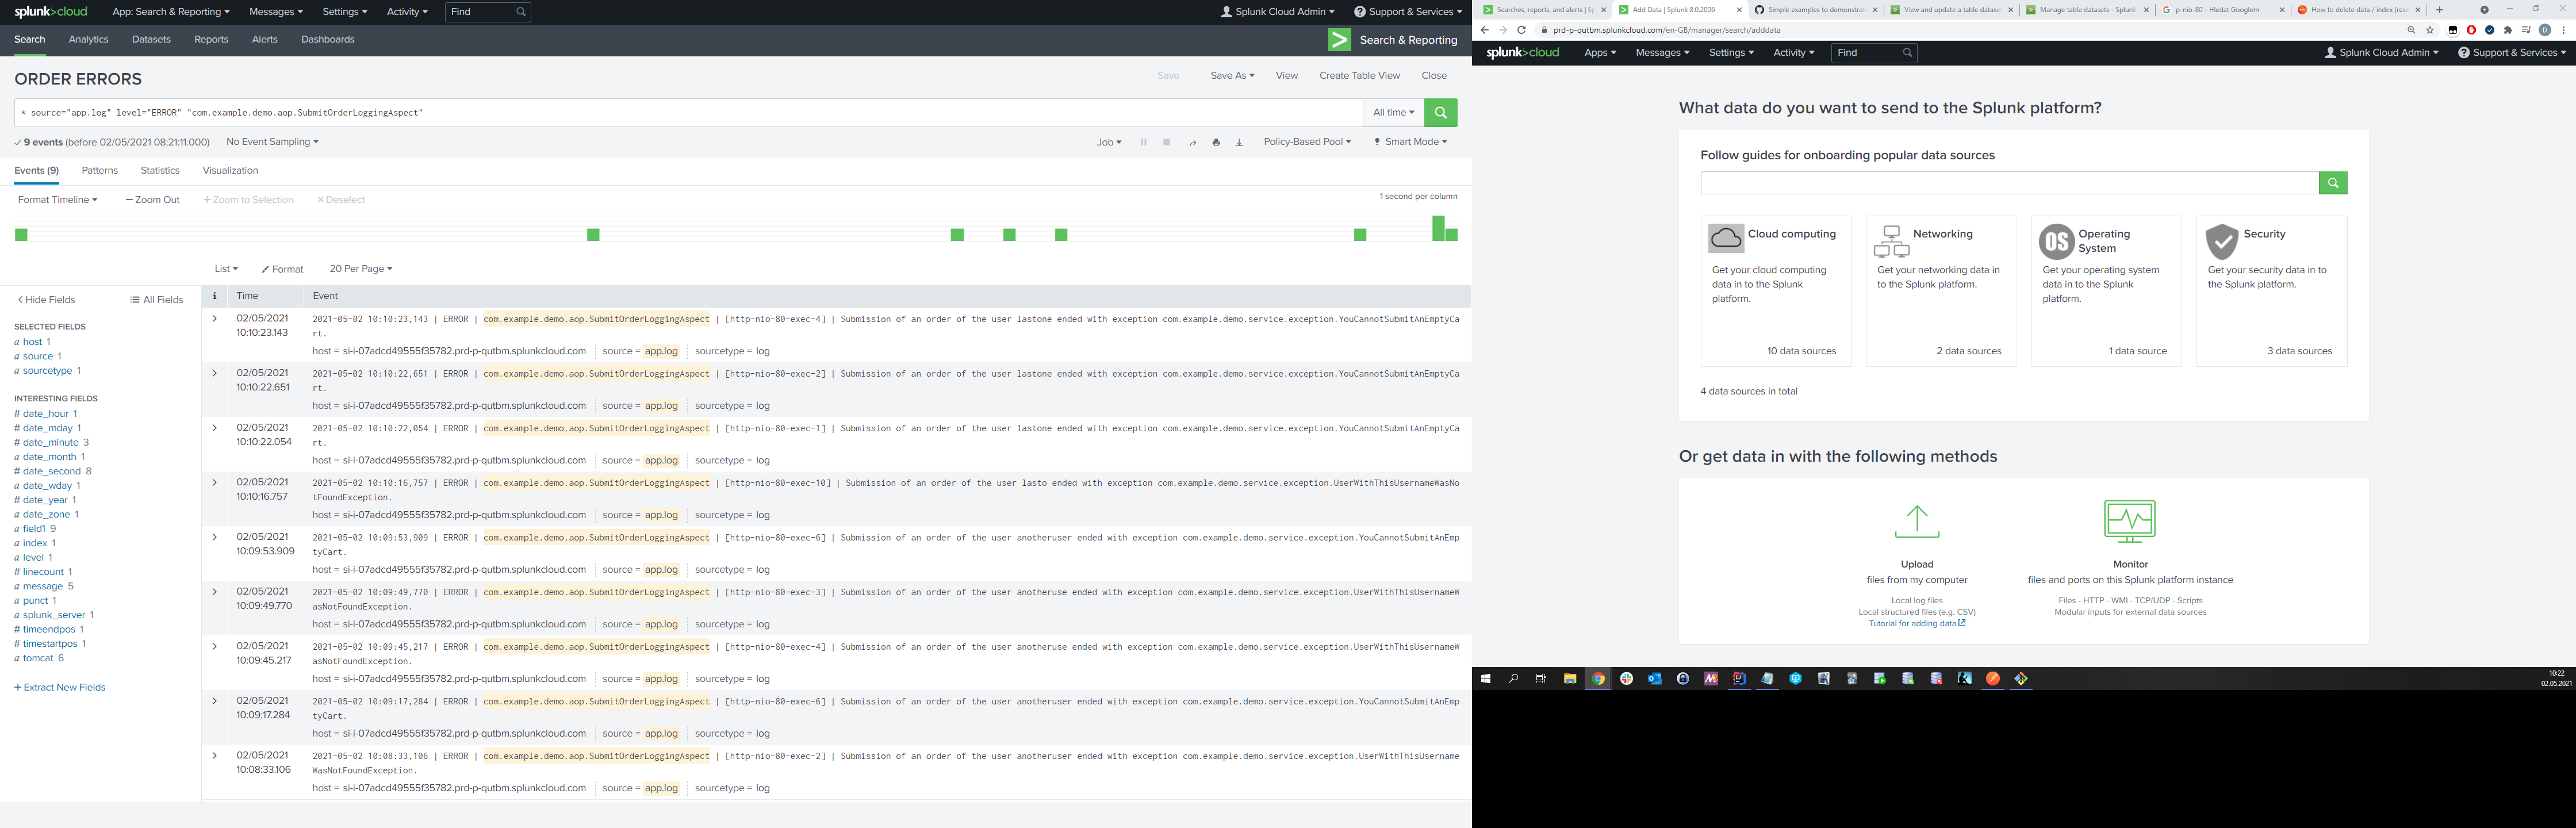 splunk>cloud App: Search & Reporting Messages Settings Activity Find Splunk Cloud Admin Support & Services
Search Analytics Datasets Reports Alerts Dashboards Search & Reporting
ORDER ERRORS Save Save As View Create Table View Close
* source="app.log" level="ERROR" "com.example.demo.aop.SubmitOrderLoggingAspect" All time
9 events (before 02/05/2021 08:21:11.000) No Event Sampling Job Policy-Based Pool Smart Mode
Events (9) Patterns Statistics Visualization
Format Timeline — Zoom Out + Zoom to Selection × Deselect 1 second per column
List Format 20 Per Page
< Hide Fields All Fields
SELECTED FIELDS
a host 1
a source 1
a sourcetype 1
INTERESTING FIELDS
# date_hour 1
# date_mday 1
# date_minute 3
a date_month 1
# date_second 8
a date_wday 1
# date_year 1
a date_zone 1
a field1 9
a index 1
a level 1
# linecount 1
a message 5
a punct 1
a splunk_server 1
# timeendpos 1
# timestartpos 1
a tomcat 6
+ Extract New Fields
i Time Event
> 02/05/2021 10:10:23.143
2021-05-02 10:10:23,143 | ERROR | com.example.demo.aop.SubmitOrderLoggingAspect | [http-nio-80-exec-4] | Submission of an order of the user lastone ended with exception com.example.demo.service.exception.YouCannotSubmitAnEmptyCa
rt.
host = si-i-07adcd49555f35782.prd-p-qutbm.splunkcloud.com source = app.log sourcetype = log
> 02/05/2021 10:10:22.651
2021-05-02 10:10:22,651 | ERROR | com.example.demo.aop.SubmitOrderLoggingAspect | [http-nio-80-exec-2] | Submission of an order of the user lastone ended with exception com.example.demo.service.exception.YouCannotSubmitAnEmptyCa
rt.
host = si-i-07adcd49555f35782.prd-p-qutbm.splunkcloud.com source = app.log sourcetype = log
> 02/05/2021 10:10:22.054
2021-05-02 10:10:22,054 | ERROR | com.example.demo.aop.SubmitOrderLoggingAspect | [http-nio-80-exec-1] | Submission of an order of the user lastone ended with exception com.example.demo.service.exception.YouCannotSubmitAnEmptyCa
rt.
host = si-i-07adcd49555f35782.prd-p-qutbm.splunkcloud.com source = app.log sourcetype = log
> 02/05/2021 10:10:16.757
2021-05-02 10:10:16,757 | ERROR | com.example.demo.aop.SubmitOrderLoggingAspect | [http-nio-80-exec-10] | Submission of an order of the user lasto ended with exception com.example.demo.service.exception.UserWithThisUsernameWasNo
tFoundException.
host = si-i-07adcd49555f35782.prd-p-qutbm.splunkcloud.com source = app.log sourcetype = log
> 02/05/2021 10:09:53.909
2021-05-02 10:09:53,909 | ERROR | com.example.demo.aop.SubmitOrderLoggingAspect | [http-nio-80-exec-6] | Submission of an order of the user anotheruser ended with exception com.example.demo.service.exception.YouCannotSubmitAnEmp
tyCart.
host = si-i-07adcd49555f35782.prd-p-qutbm.splunkcloud.com source = app.log sourcetype = log
> 02/05/2021 10:09:49.770
2021-05-02 10:09:49,770 | ERROR | com.example.demo.aop.SubmitOrderLoggingAspect | [http-nio-80-exec-3] | Submission of an order of the user anotheruse ended with exception com.example.demo.service.exception.UserWithThisUsernameW
asNotFoundException.
host = si-i-07adcd49555f35782.prd-p-qutbm.splunkcloud.com source = app.log sourcetype = log
> 02/05/2021 10:09:45.217
2021-05-02 10:09:45,217 | ERROR | com.example.demo.aop.SubmitOrderLoggingAspect | [http-nio-80-exec-4] | Submission of an order of the user anotheruse ended with exception com.example.demo.service.exception.UserWithThisUsernameW
asNotFoundException.
host = si-i-07adcd49555f35782.prd-p-qutbm.splunkcloud.com source = app.log sourcetype = log
> 02/05/2021 10:09:17.284
2021-05-02 10:09:17,284 | ERROR | com.example.demo.aop.SubmitOrderLoggingAspect | [http-nio-80-exec-6] | Submission of an order of the user anotheruser ended with exception com.example.demo.service.exception.YouCannotSubmitAnEmp
tyCart.
host = si-i-07adcd49555f35782.prd-p-qutbm.splunkcloud.com source = app.log sourcetype = log
> 02/05/2021 10:08:33.106
2021-05-02 10:08:33,106 | ERROR | com.example.demo.aop.SubmitOrderLoggingAspect | [http-nio-80-exec-2] | Submission of an order of the user anotheruser ended with exception com.example.demo.service.exception.UserWithThisUsername
WasNotFoundException.
host = si-i-07adcd49555f35782.prd-p-qutbm.splunkcloud.com source = app.log sourcetype = log
Searches, reports, and alerts | Sp Add Data | Splunk 8.0.2006 Simple examples to demonstrat View and update a table dataset Manage table datasets - Splunk p-nio-80 - Hledat Googlem How to delete data / index (rese
prd-p-qutbm.splunkcloud.com/en-GB/manager/search/adddata
splunk>cloud Apps Messages Settings Activity Find Splunk Cloud Admin Support & Services
What data do you want to send to the Splunk platform?
Follow guides for onboarding popular data sources
Cloud computing
Get your cloud computing
data in to the Splunk
platform.
10 data sources
Networking
Get your networking data in
to the Splunk platform.
2 data sources
OS Operating
System
Get your operating system
data in to the Splunk
platform.
1 data source
Security
Get your security data in to
the Splunk platform.
3 data sources
4 data sources in total
Or get data in with the following methods
Upload
files from my computer
Local log files
Local structured files (e.g. CSV)
Tutorial for adding data
Monitor
files and ports on this Splunk platform instance
Files - HTTP - WMI - TCP/UDP - Scripts
Modular inputs for external data sources
10:22
02.05.2021